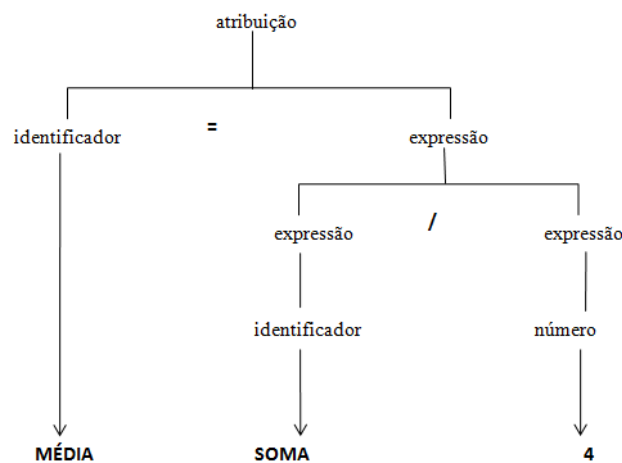 atribuição
identificador = expressão
expressão / expressão
identificador número
MÉDIA SOMA 4